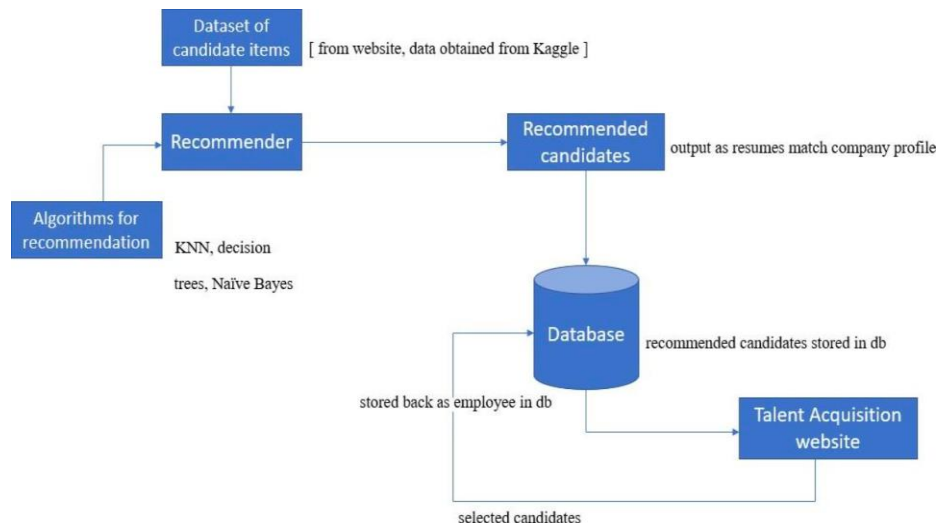 Dataset of
candidate items
[ from website, data obtained from Kaggle ]
Recommender
Recommended
candidates
output as resumes match company profile
Algorithms for
recommendation
KNN, decision
trees, Naïve Bayes
Database
recommended candidates stored in db
stored back as employee in db
Talent Acquisition
website
selected candidates